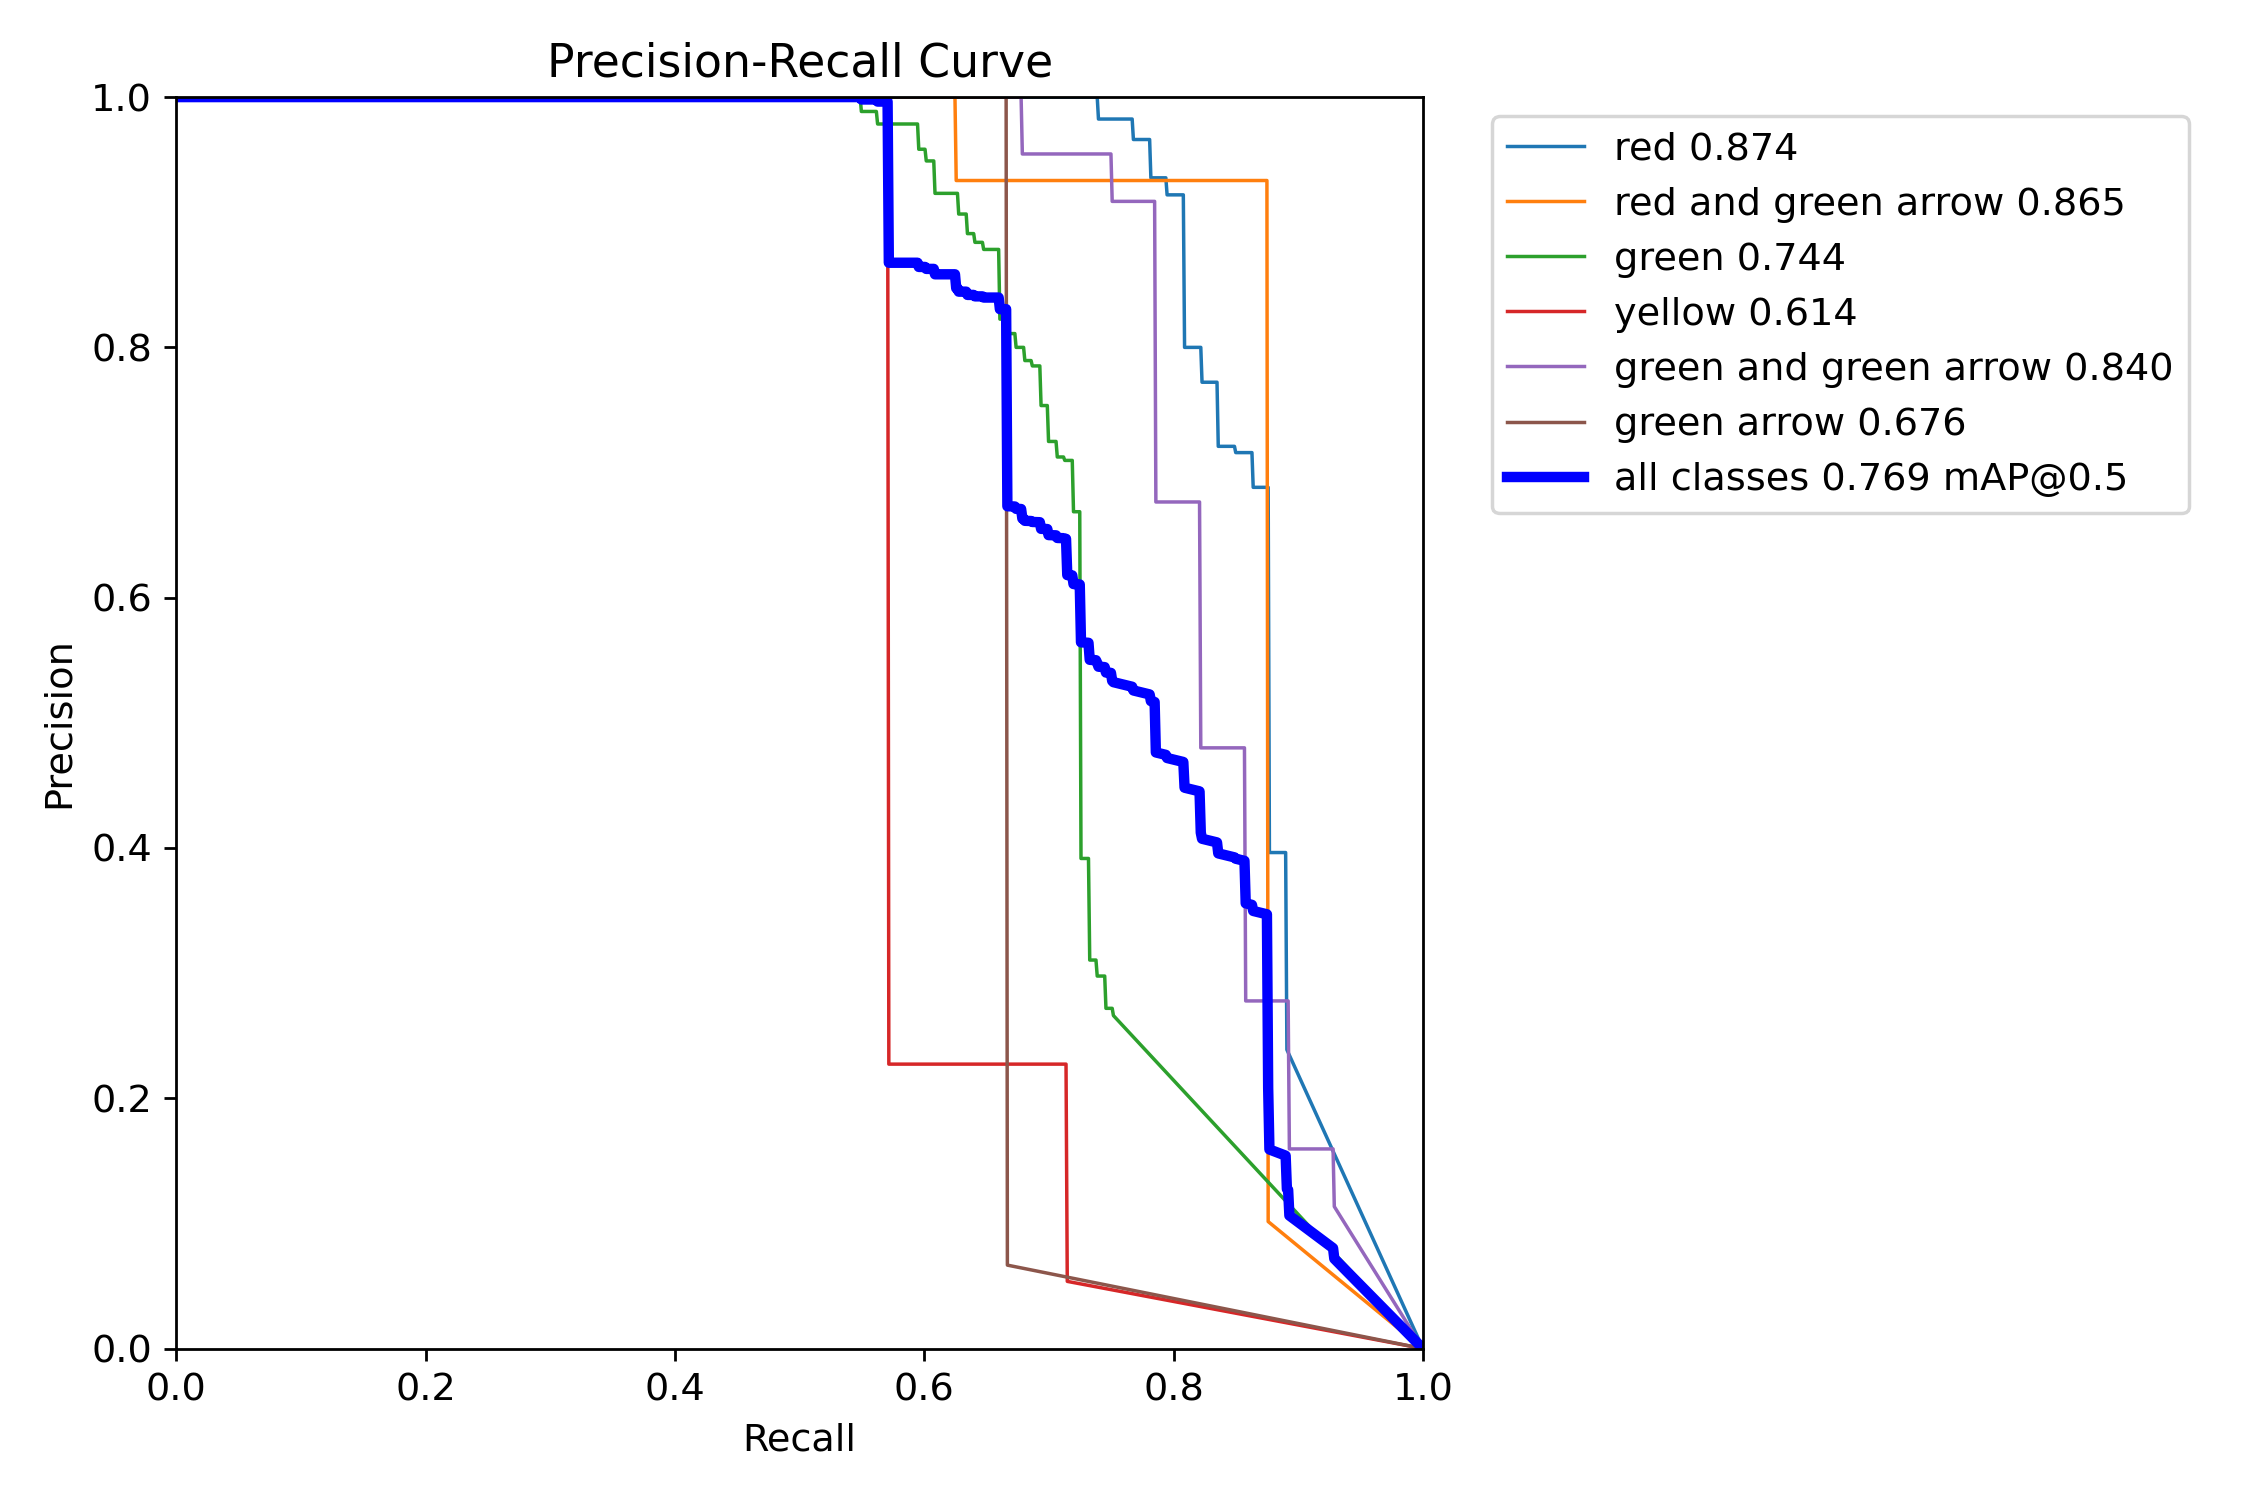 Precision-Recall Curve
1.0
0.8
0.6
0.4
0.2
0.0
Precision
0.0 0.2 0.4 0.6 0.8 1.0
Recall
red 0.874
red and green arrow 0.865
green 0.744
yellow 0.614
green and green arrow 0.840
green arrow 0.676
all classes 0.769 mAP@0.5